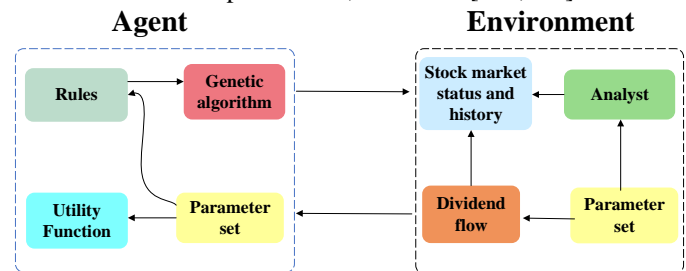 Agent
Environment
Rules
Genetic
algorithm
Stock market
status and
history
Analyst
Utility
Function
Parameter
set
Dividend
flow
Parameter
set